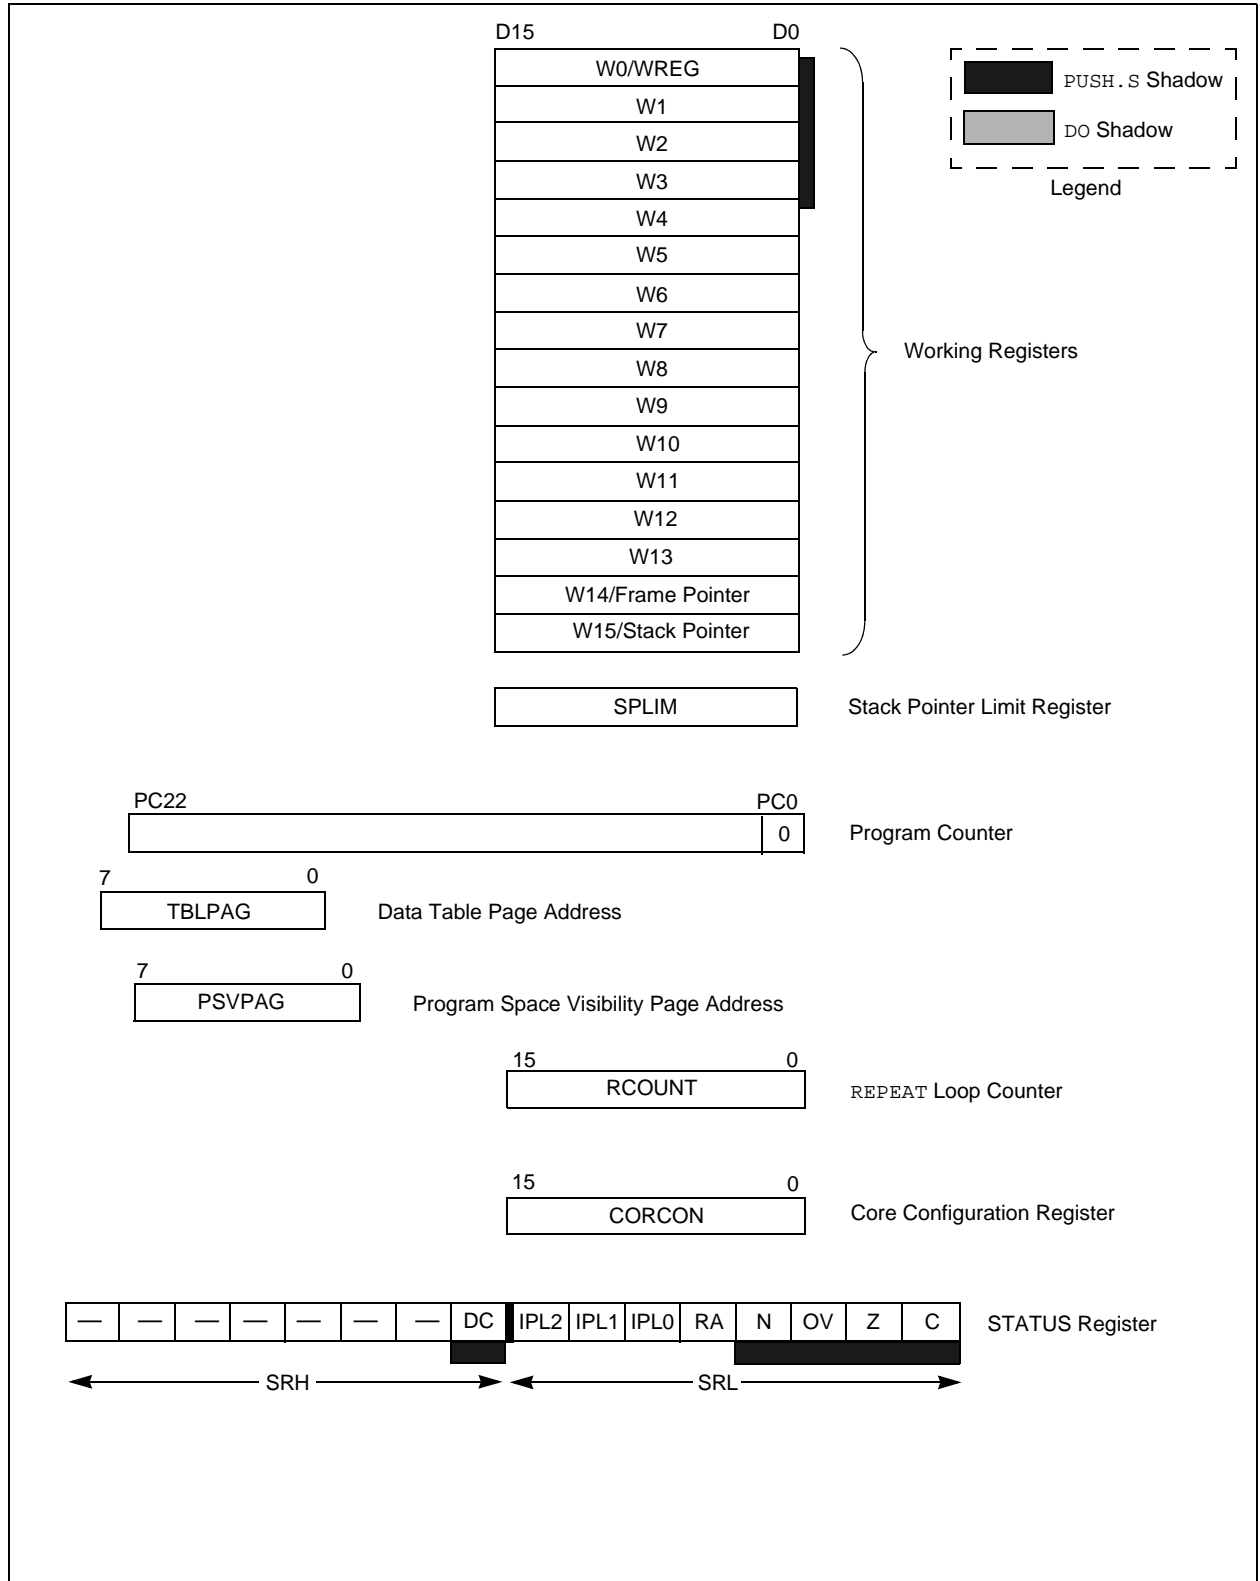 D15 D0
W0/WREG
W1
W2
W3
W4
W5
W6
W7
W8
W9
W10
W11
W12
W13
W14/Frame Pointer
W15/Stack Pointer
PUSH.S Shadow
DO Shadow
Legend
Working Registers
SPLIM Stack Pointer Limit Register
PC22 PC0
0 Program Counter
7 0
TBLPAG Data Table Page Address
7 0
PSVPAG Program Space Visibility Page Address
15 0
RCOUNT REPEAT Loop Counter
15 0
CORCON Core Configuration Register
— — — — — — — DC IPL2 IPL1 IPL0 RA N OV Z C STATUS Register
SRH SRL